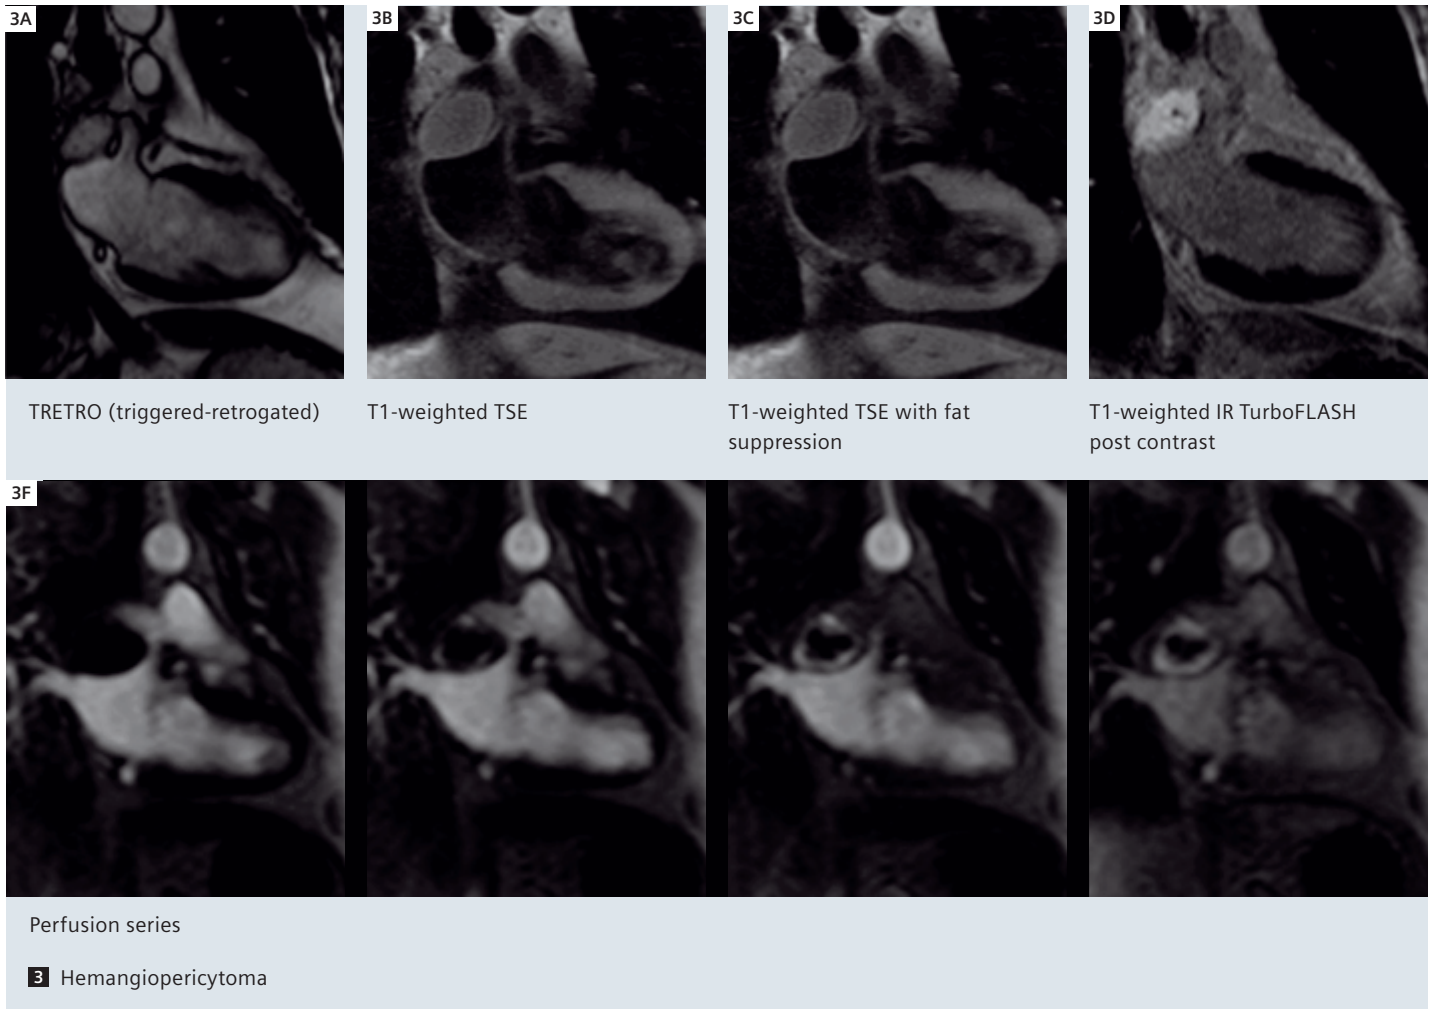 3A
3B
3C
3D
TRETRO (triggered-retrogated)
T1-weighted TSE
T1-weighted TSE with fat
suppression
T1-weighted IR TurboFLASH
post contrast
3F
Perfusion series
3 Hemangiopericytoma